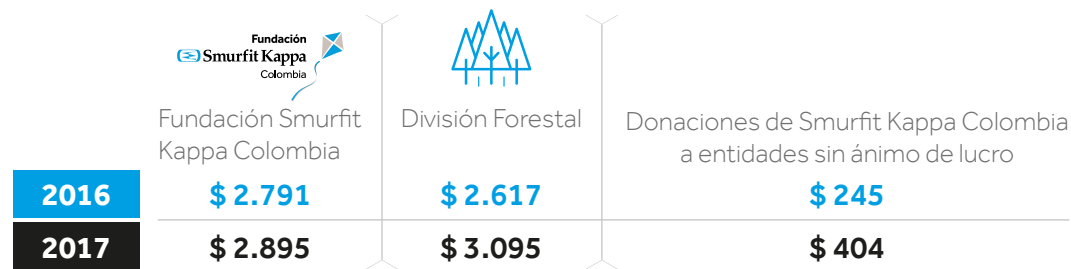 Fundación
Smurfit Kappa
Colombia
Fundación Smurfit
Kappa Colombia
División Forestal
Donaciones de Smurfit Kappa Colombia
a entidades sin ánimo de lucro
2016 $ 2.791 $ 2.617 $ 245
2017 $ 2.895 $ 3.095 $ 404